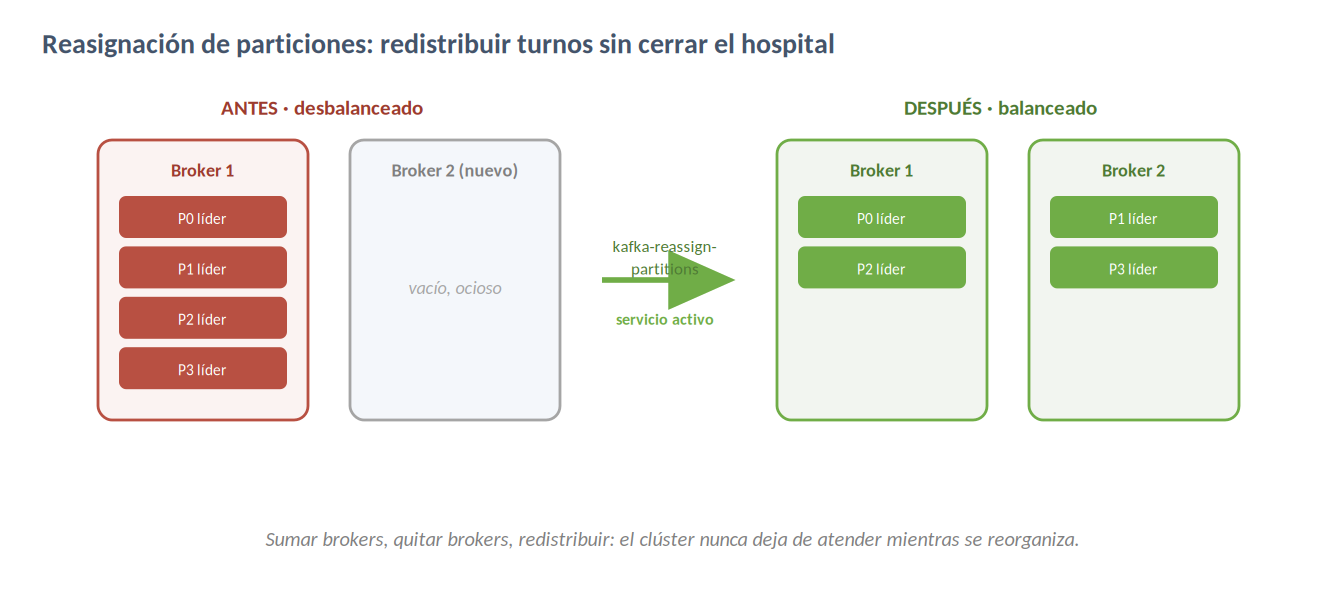 Reasignación de particiones: redistribuir turnos sin cerrar el hospital
ANTES · desbalanceado
Broker 1
P0 líder
P1 líder
P2 líder
P3 líder
Broker 2 (nuevo)
vacío, ocioso
kafka-reassign-
partitions
servicio activo
DESPUÉS · balanceado
Broker 1
P0 líder
P2 líder
Broker 2
P1 líder
P3 líder
Sumar brokers, quitar brokers, redistribuir: el clúster nunca deja de atender mientras se reorganiza.